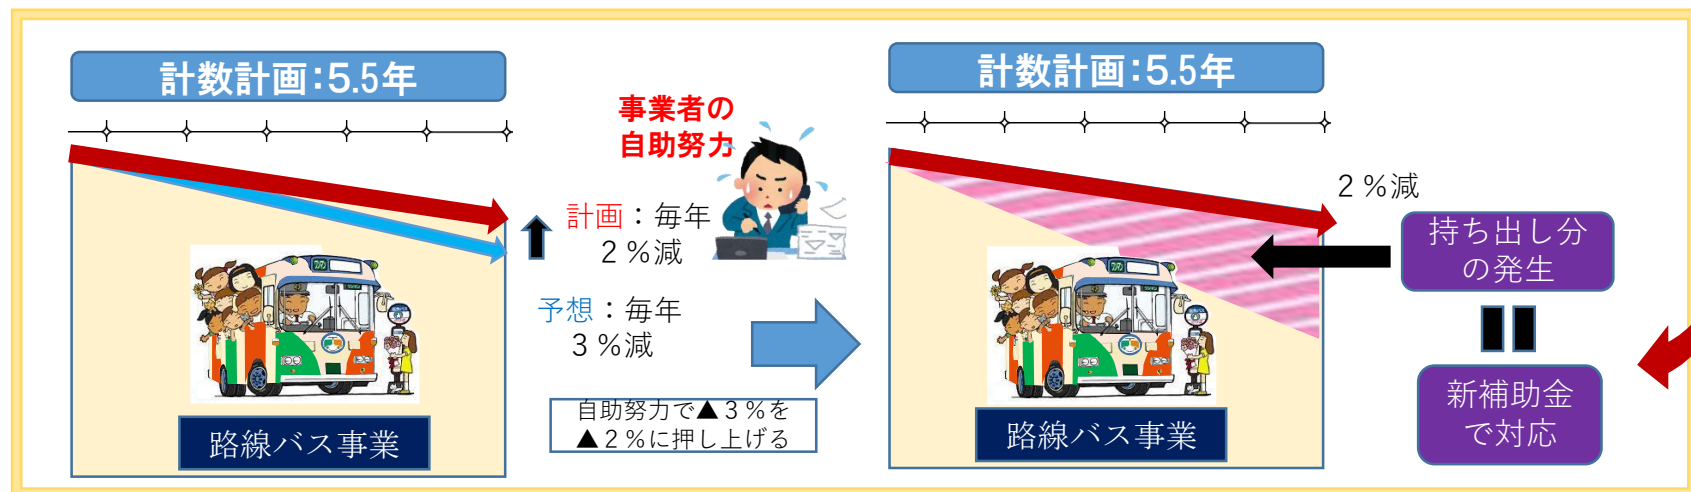 計数計画：5.5年
事業者の
自助努力
計画：毎年
２％減
予想：毎年
３％減
自助努力で▲３％を
▲２％に押し上げる
路線バス事業
計数計画：5.5年
２％減
持ち出し分
の発生
新補助金
で対応
路線バス事業